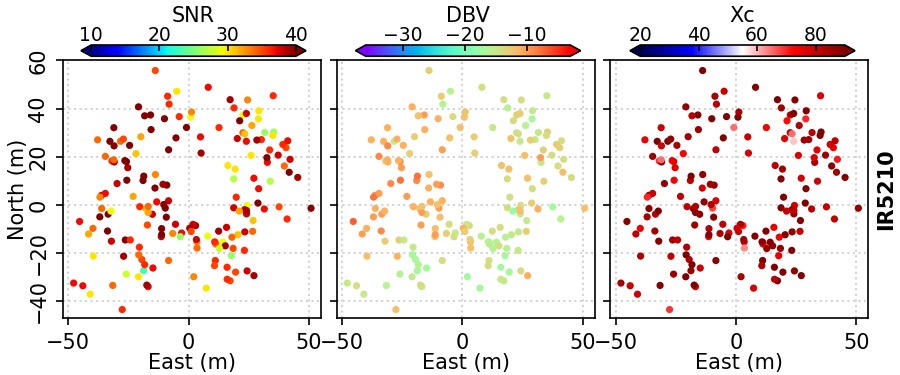 SNR DBV Xc
10 20 30 40 −30 −20 −10 20 40 60 80
60
40
20
0
−20
−40
North (m)
IR5210
−50 0 50 −50 0 50 −50 0 50
East (m) East (m) East (m)